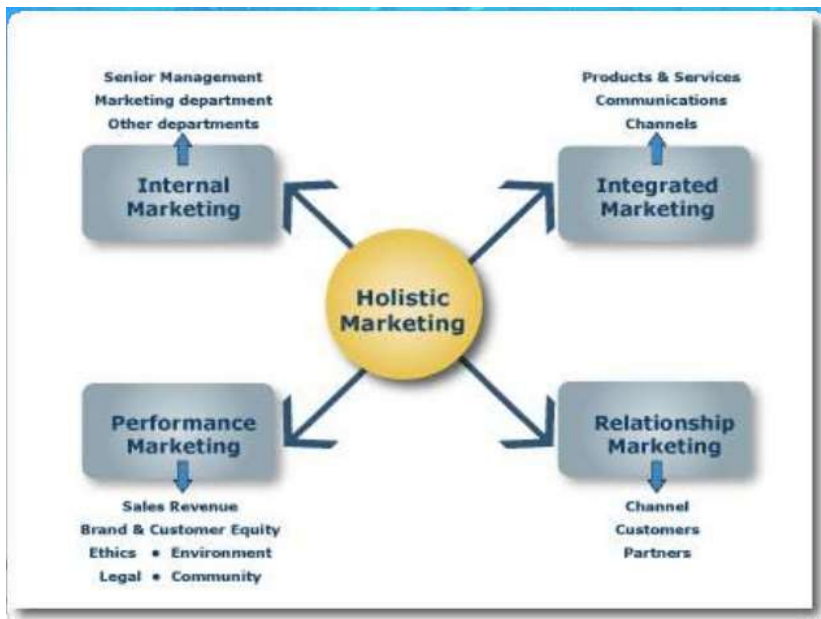 Senior Management
Marketing department
Other departments
Internal
Marketing
Products & Services
Communications
Channels
Integrated
Marketing
Holistic
Marketing
Performance
Marketing
Sales Revenue
Brand & Customer Equity
Ethics • Environment
Legal • Community
Relationship
Marketing
Channel
Customers
Partners